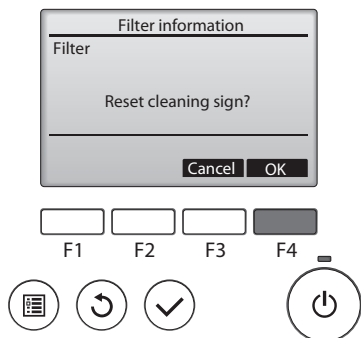 Filter information
Filter
Reset cleaning sign?
Cancel OK
F1 F2 F3 F4